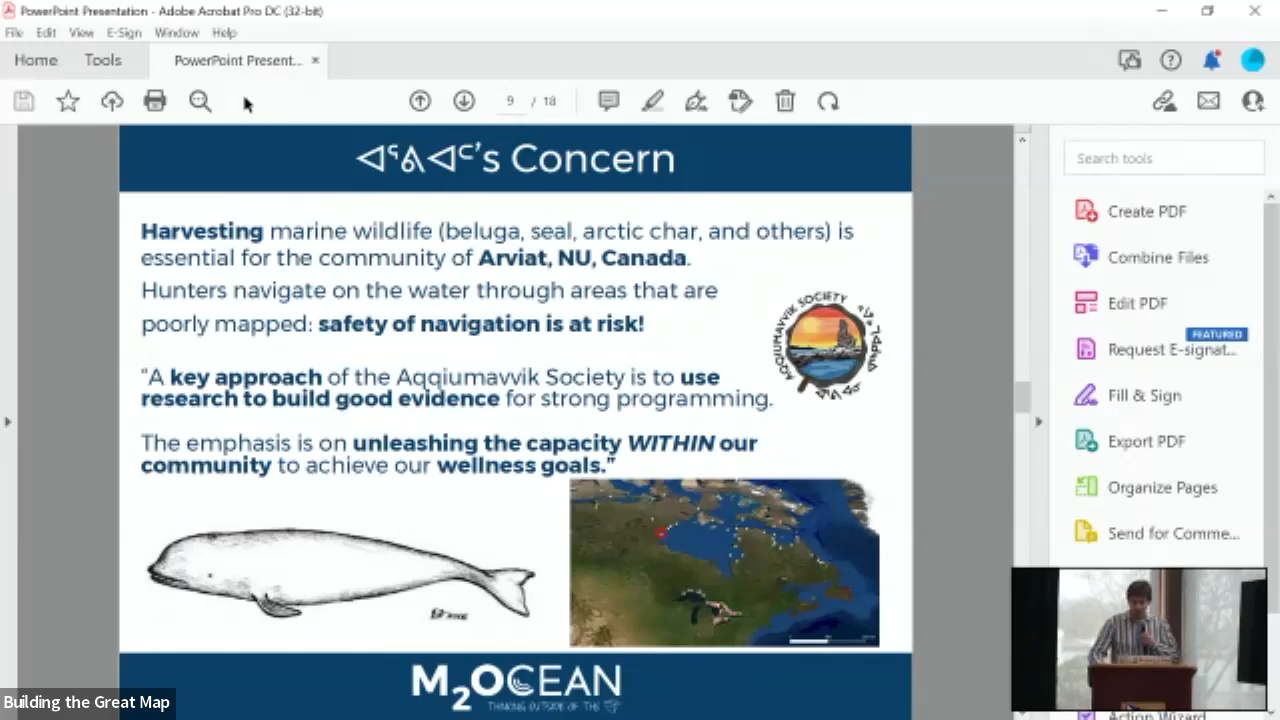 PowerPoint Presentation - Adobe Acrobat Pro DC (32-bit)
File Edit View E-Sign Window Help
Home Tools PowerPoint Present... ×
9 / 18
Search tools
Create PDF
Combine Files
Edit PDF
FEATURED
Request E-signat...
Fill & Sign
Export PDF
Organize Pages
Send for Comme...
Action Wizard
ᐊᕐᕕᐊᑦ's Concern
Harvesting marine wildlife (beluga, seal, arctic char, and others) is
essential for the community of Arviat, NU, Canada.
Hunters navigate on the water through areas that are
poorly mapped: safety of navigation is at risk!
AQQIUMAVVIK SOCIETY
"A key approach of the Aqqiumavvik Society is to use
research to build good evidence for strong programming.
The emphasis is on unleashing the capacity WITHIN our
community to achieve our wellness goals."
M2OCEAN
THINKING OUTSIDE OF THE
Building the Great Map